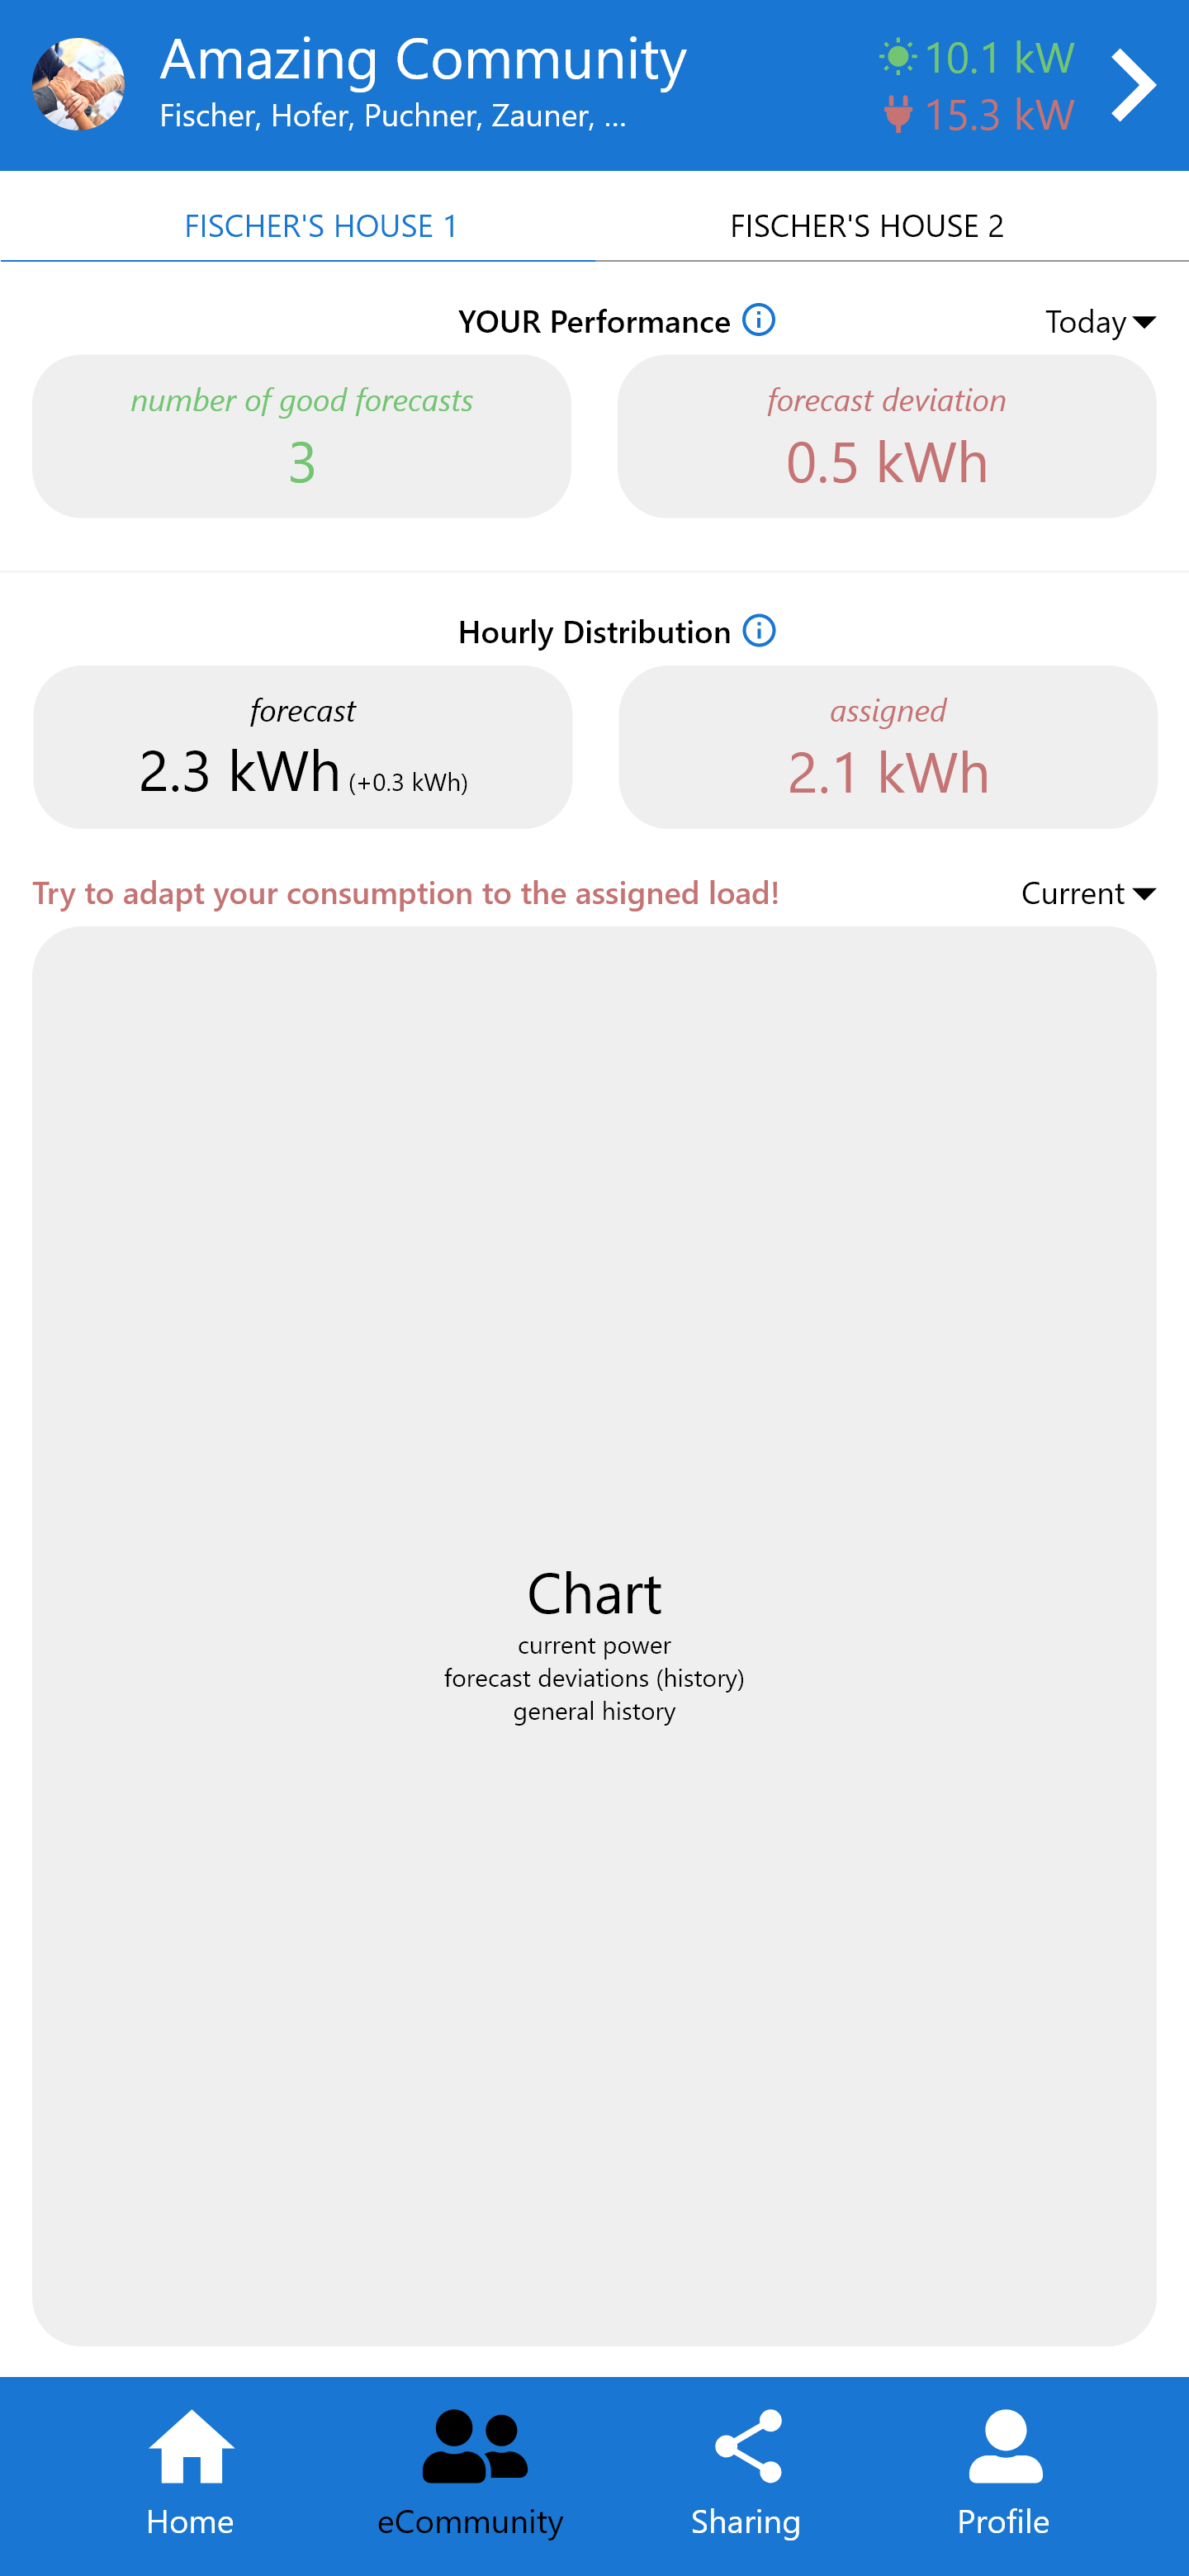 Amazing Community
Fischer, Hofer, Puchner, Zauner, ...
10.1 kW
15.3 kW
FISCHER'S HOUSE 1
FISCHER'S HOUSE 2
YOUR Performance
Today
number of good forecasts
3
forecast deviation
0.5 kWh
Hourly Distribution
forecast
2.3 kWh (+0.3 kWh)
assigned
2.1 kWh
Try to adapt your consumption to the assigned load!
Current
Chart
current power
forecast deviations (history)
general history
Home
eCommunity
Sharing
Profile